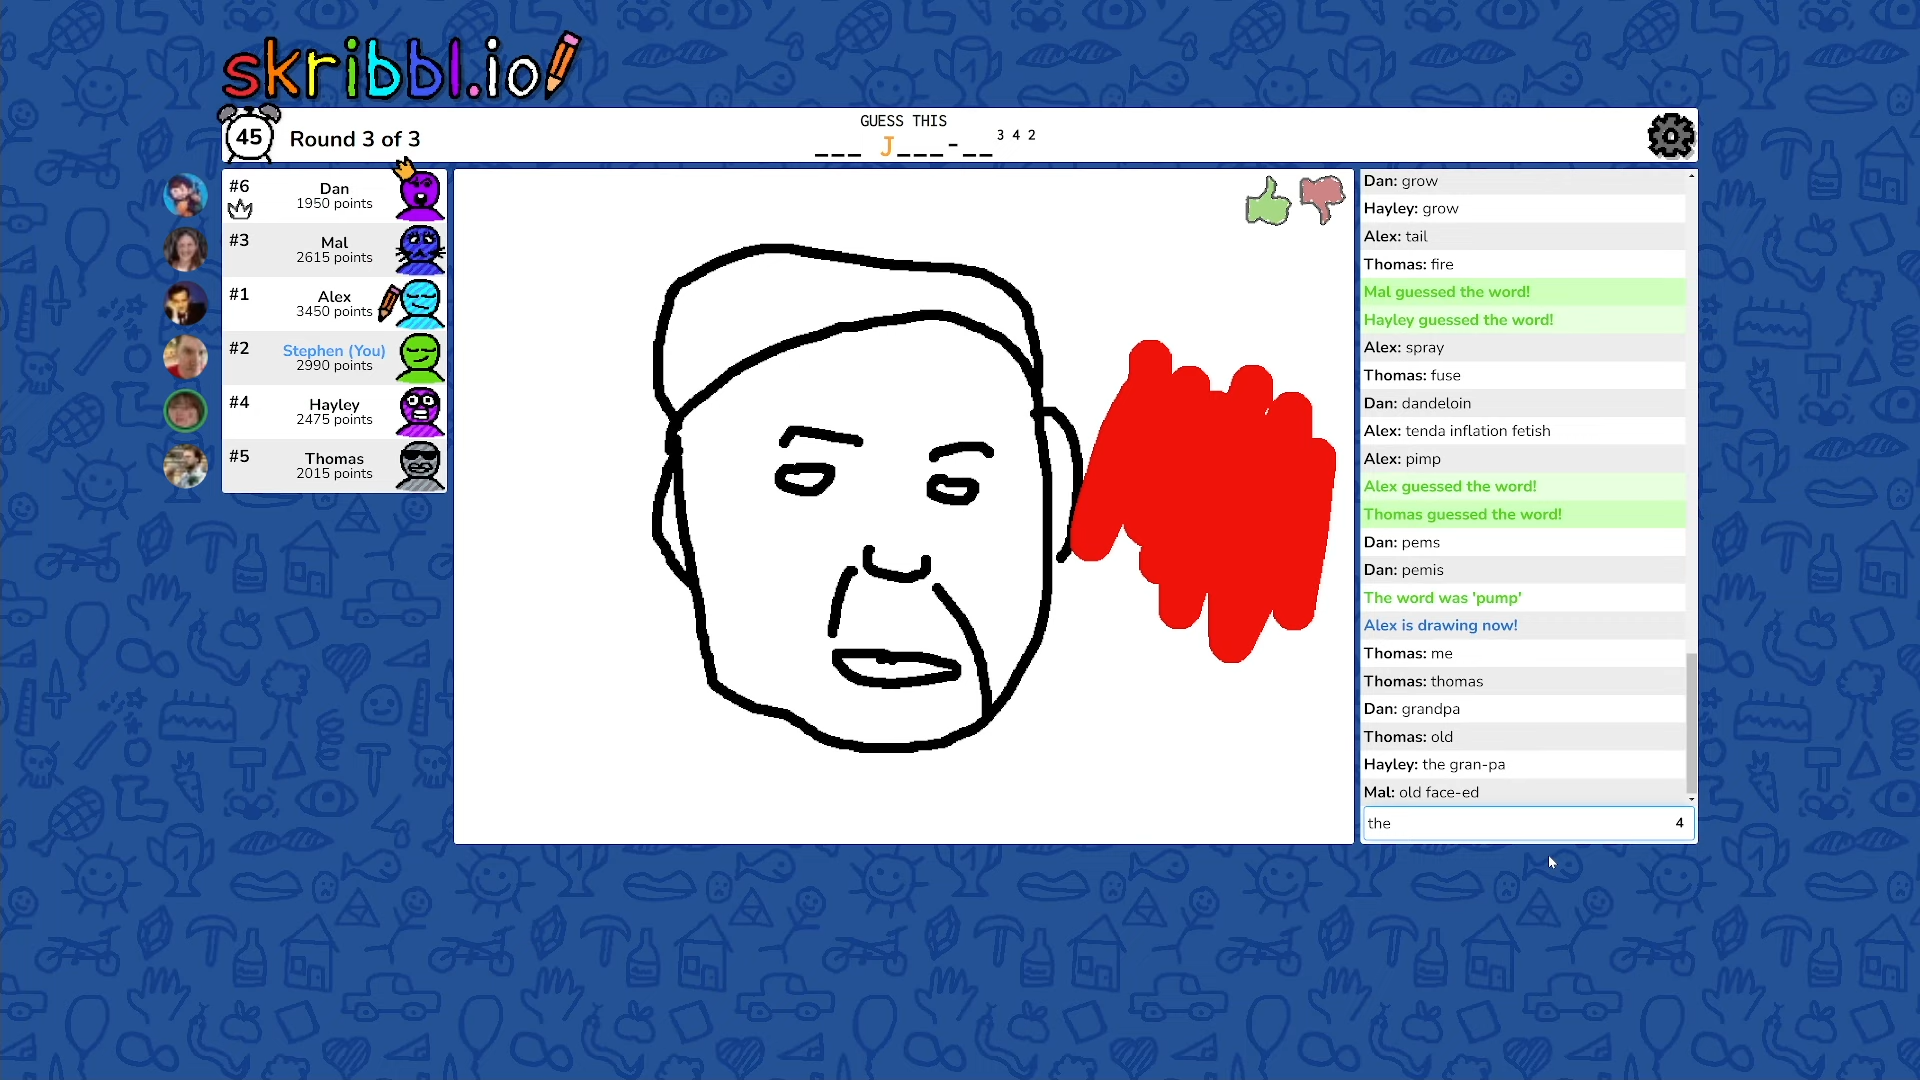 skribbl.io
45
Round 3 of 3
GUESS THIS
___ J___-__ 3 4 2
#6 Dan
1950 points
#3 Mal
2615 points
#1 Alex
3450 points
#2 Stephen (You)
2990 points
#4 Hayley
2475 points
#5 Thomas
2015 points
Dan: grow
Hayley: grow
Alex: tail
Thomas: fire
Mal guessed the word!
Hayley guessed the word!
Alex: spray
Thomas: fuse
Dan: dandeloin
Alex: tenda inflation fetish
Alex: pimp
Alex guessed the word!
Thomas guessed the word!
Dan: pems
Dan: pemis
The word was 'pump'
Alex is drawing now!
Thomas: me
Thomas: thomas
Dan: grandpa
Thomas: old
Hayley: the gran-pa
Mal: old face-ed
the 4